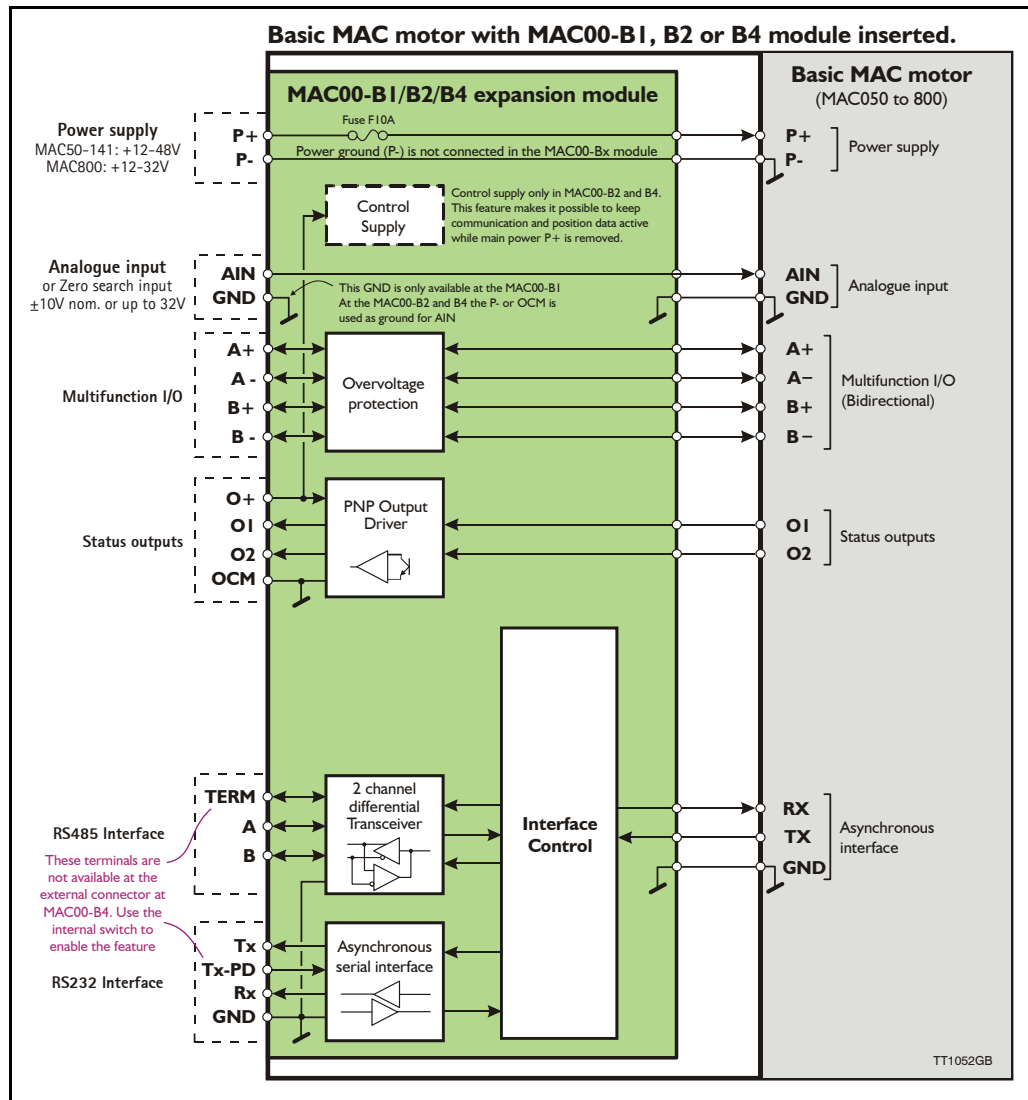 Basic MAC motor with MAC00-B1, B2 or B4 module inserted.
MAC00-B1/B2/B4 expansion module
Basic MAC motor
(MAC050 to 800)
Power supply
MAC50-141: +12-48V
MAC800: +12-32V
P+
P-
Fuse F10A
Power ground (P-) is not connected in the MAC00-Bx module
P+
P-
Power supply
Control
Supply
Control supply only in MAC00-B2 and B4.
This feature makes it possible to keep
communication and position data active
while main power P+ is removed.
Analogue input
or Zero search input
±10V nom. or up to 32V
AIN
GND
This GND is only available at the MAC00-B1
At the MAC00-B2 and B4 the P- or OCM is
used as ground for AIN
AIN
GND
Analogue input
Multifunction I/O
A+
A -
B+
B -
Overvoltage
protection
A+
A−
B+
B−
Multifunction I/O
(Bidirectional)
Status outputs
O+
O1
O2
OCM
PNP Output
Driver
O1
O2
Status outputs
RS485 Interface
TERM
A
B
2 channel
differential
Transceiver
Interface
Control
RX
TX
GND
Asynchronous
interface
These terminals are
not available at the
external connector at
MAC00-B4. Use the
internal switch to
enable the feature
RS232 Interface
Tx
Tx-PD
Rx
GND
Asynchronous
serial interface
TT1052GB